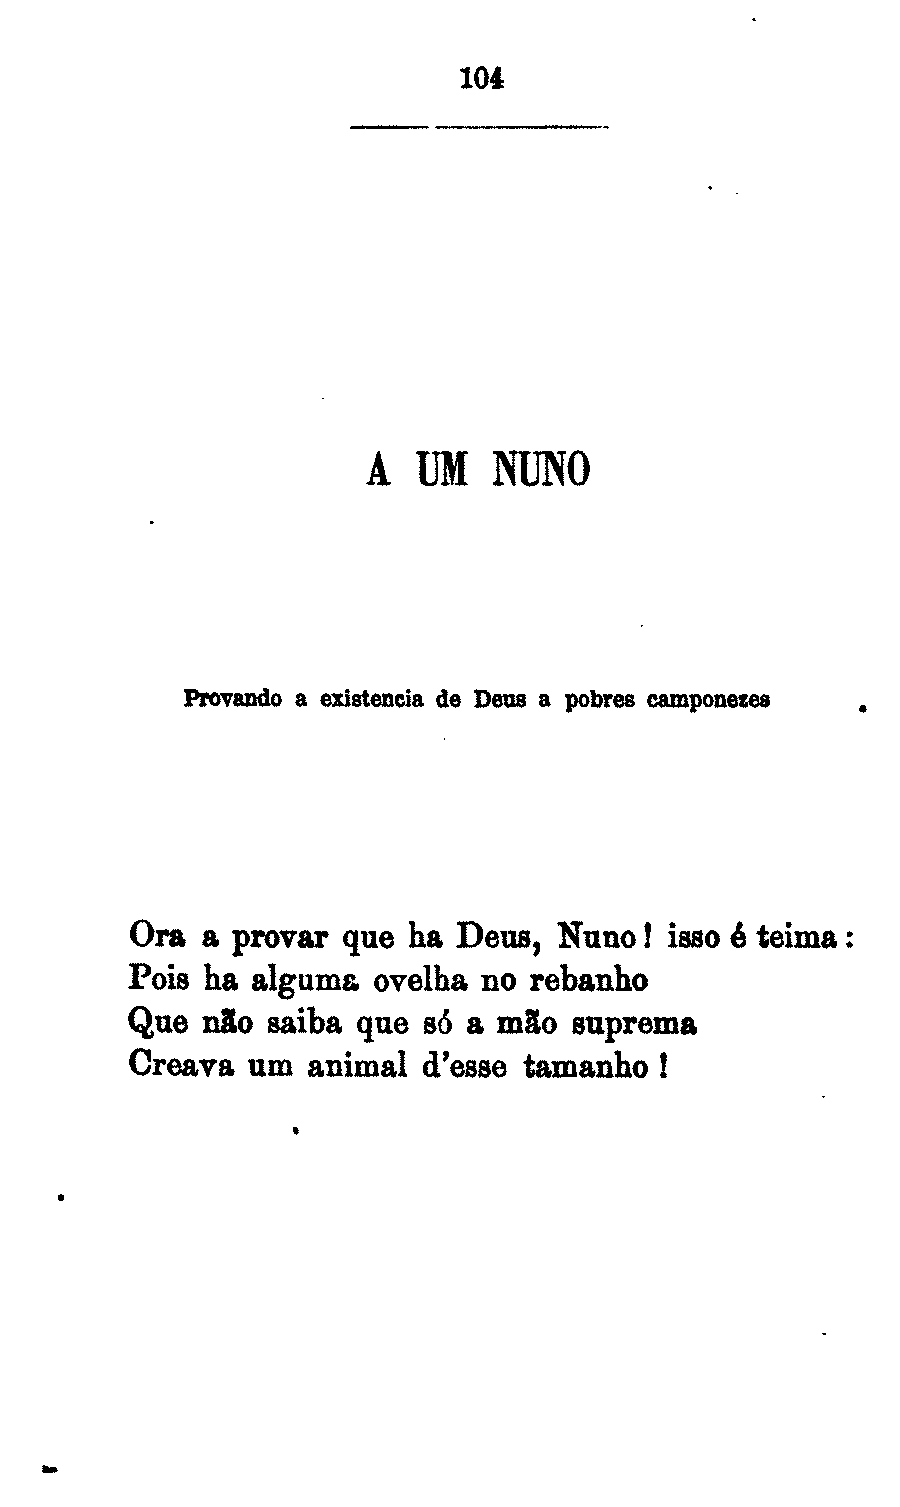 104
A UM NUNO
Provando a existencia de Deus a pobres camponezes
Ora a provar que ha Deus, Nuno! isso é teima:
Pois ha alguma ovelha no rebanho
Que não saiba que só a mão suprema
Creava um animal d'esse tamanho!